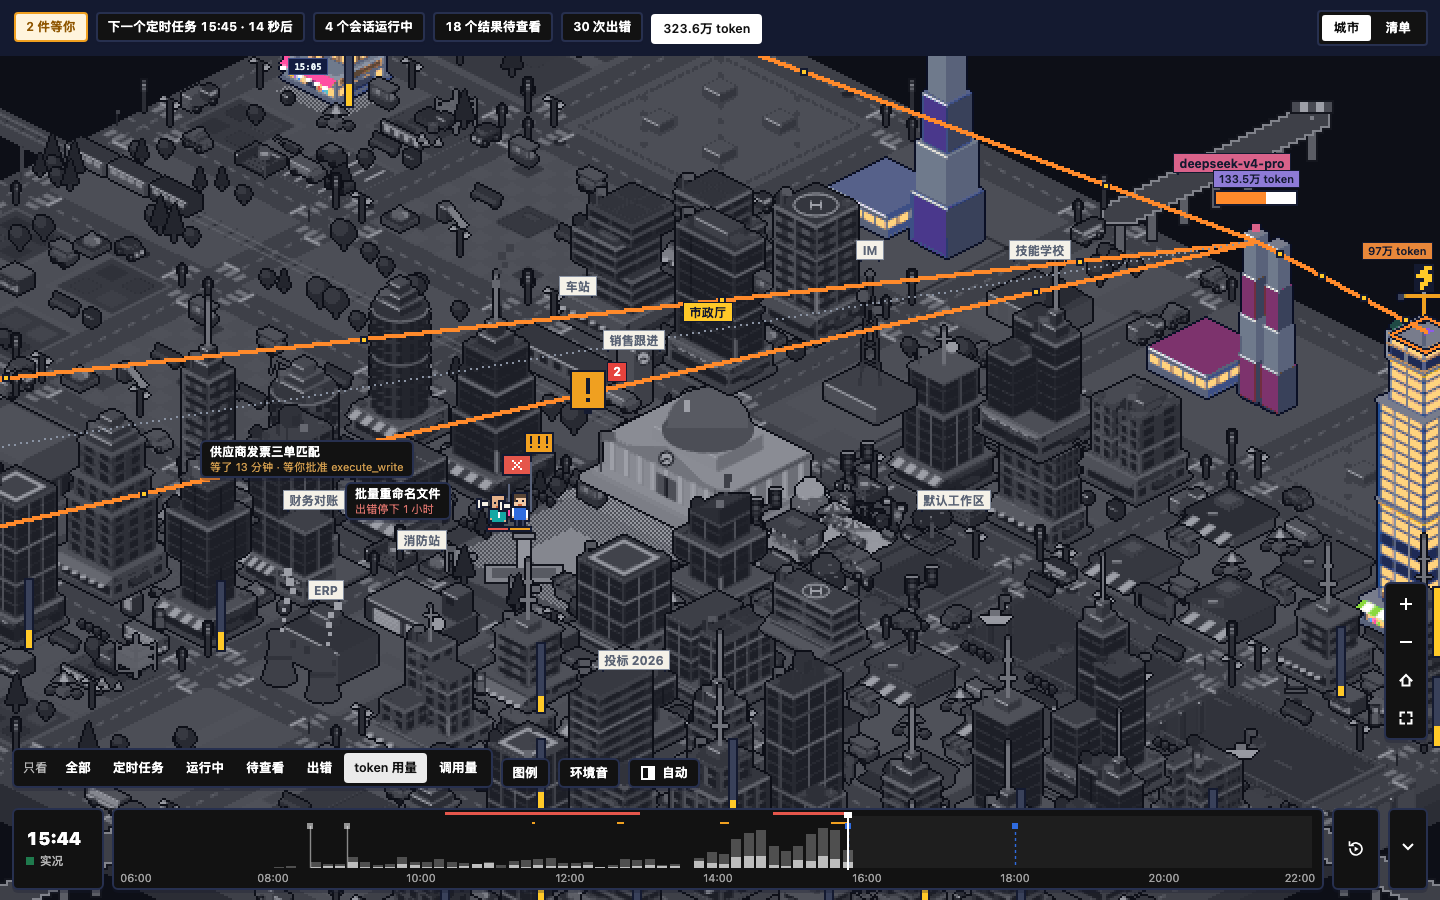 2 件等你
下一个定时任务 15:45 · 14 秒后
4 个会话运行中
18 个结果待查看
30 次出错
323.6万 token
城市
清单
15:05
deepseek-v4-pro
133.5万 token
97万 token
IM
技能学校
车站
市政厅
销售跟进
2
供应商发票三单匹配
等了 13 分钟 · 等你批准 execute_write
财务对账
批量重命名文件
出错停下 1 小时
默认工作区
消防站
ERP
投标 2026
只看
全部
定时任务
运行中
待查看
出错
token 用量
调用量
图例
环境音
自动
15:44
实况
06:00
08:00
10:00
12:00
14:00
16:00
18:00
20:00
22:00